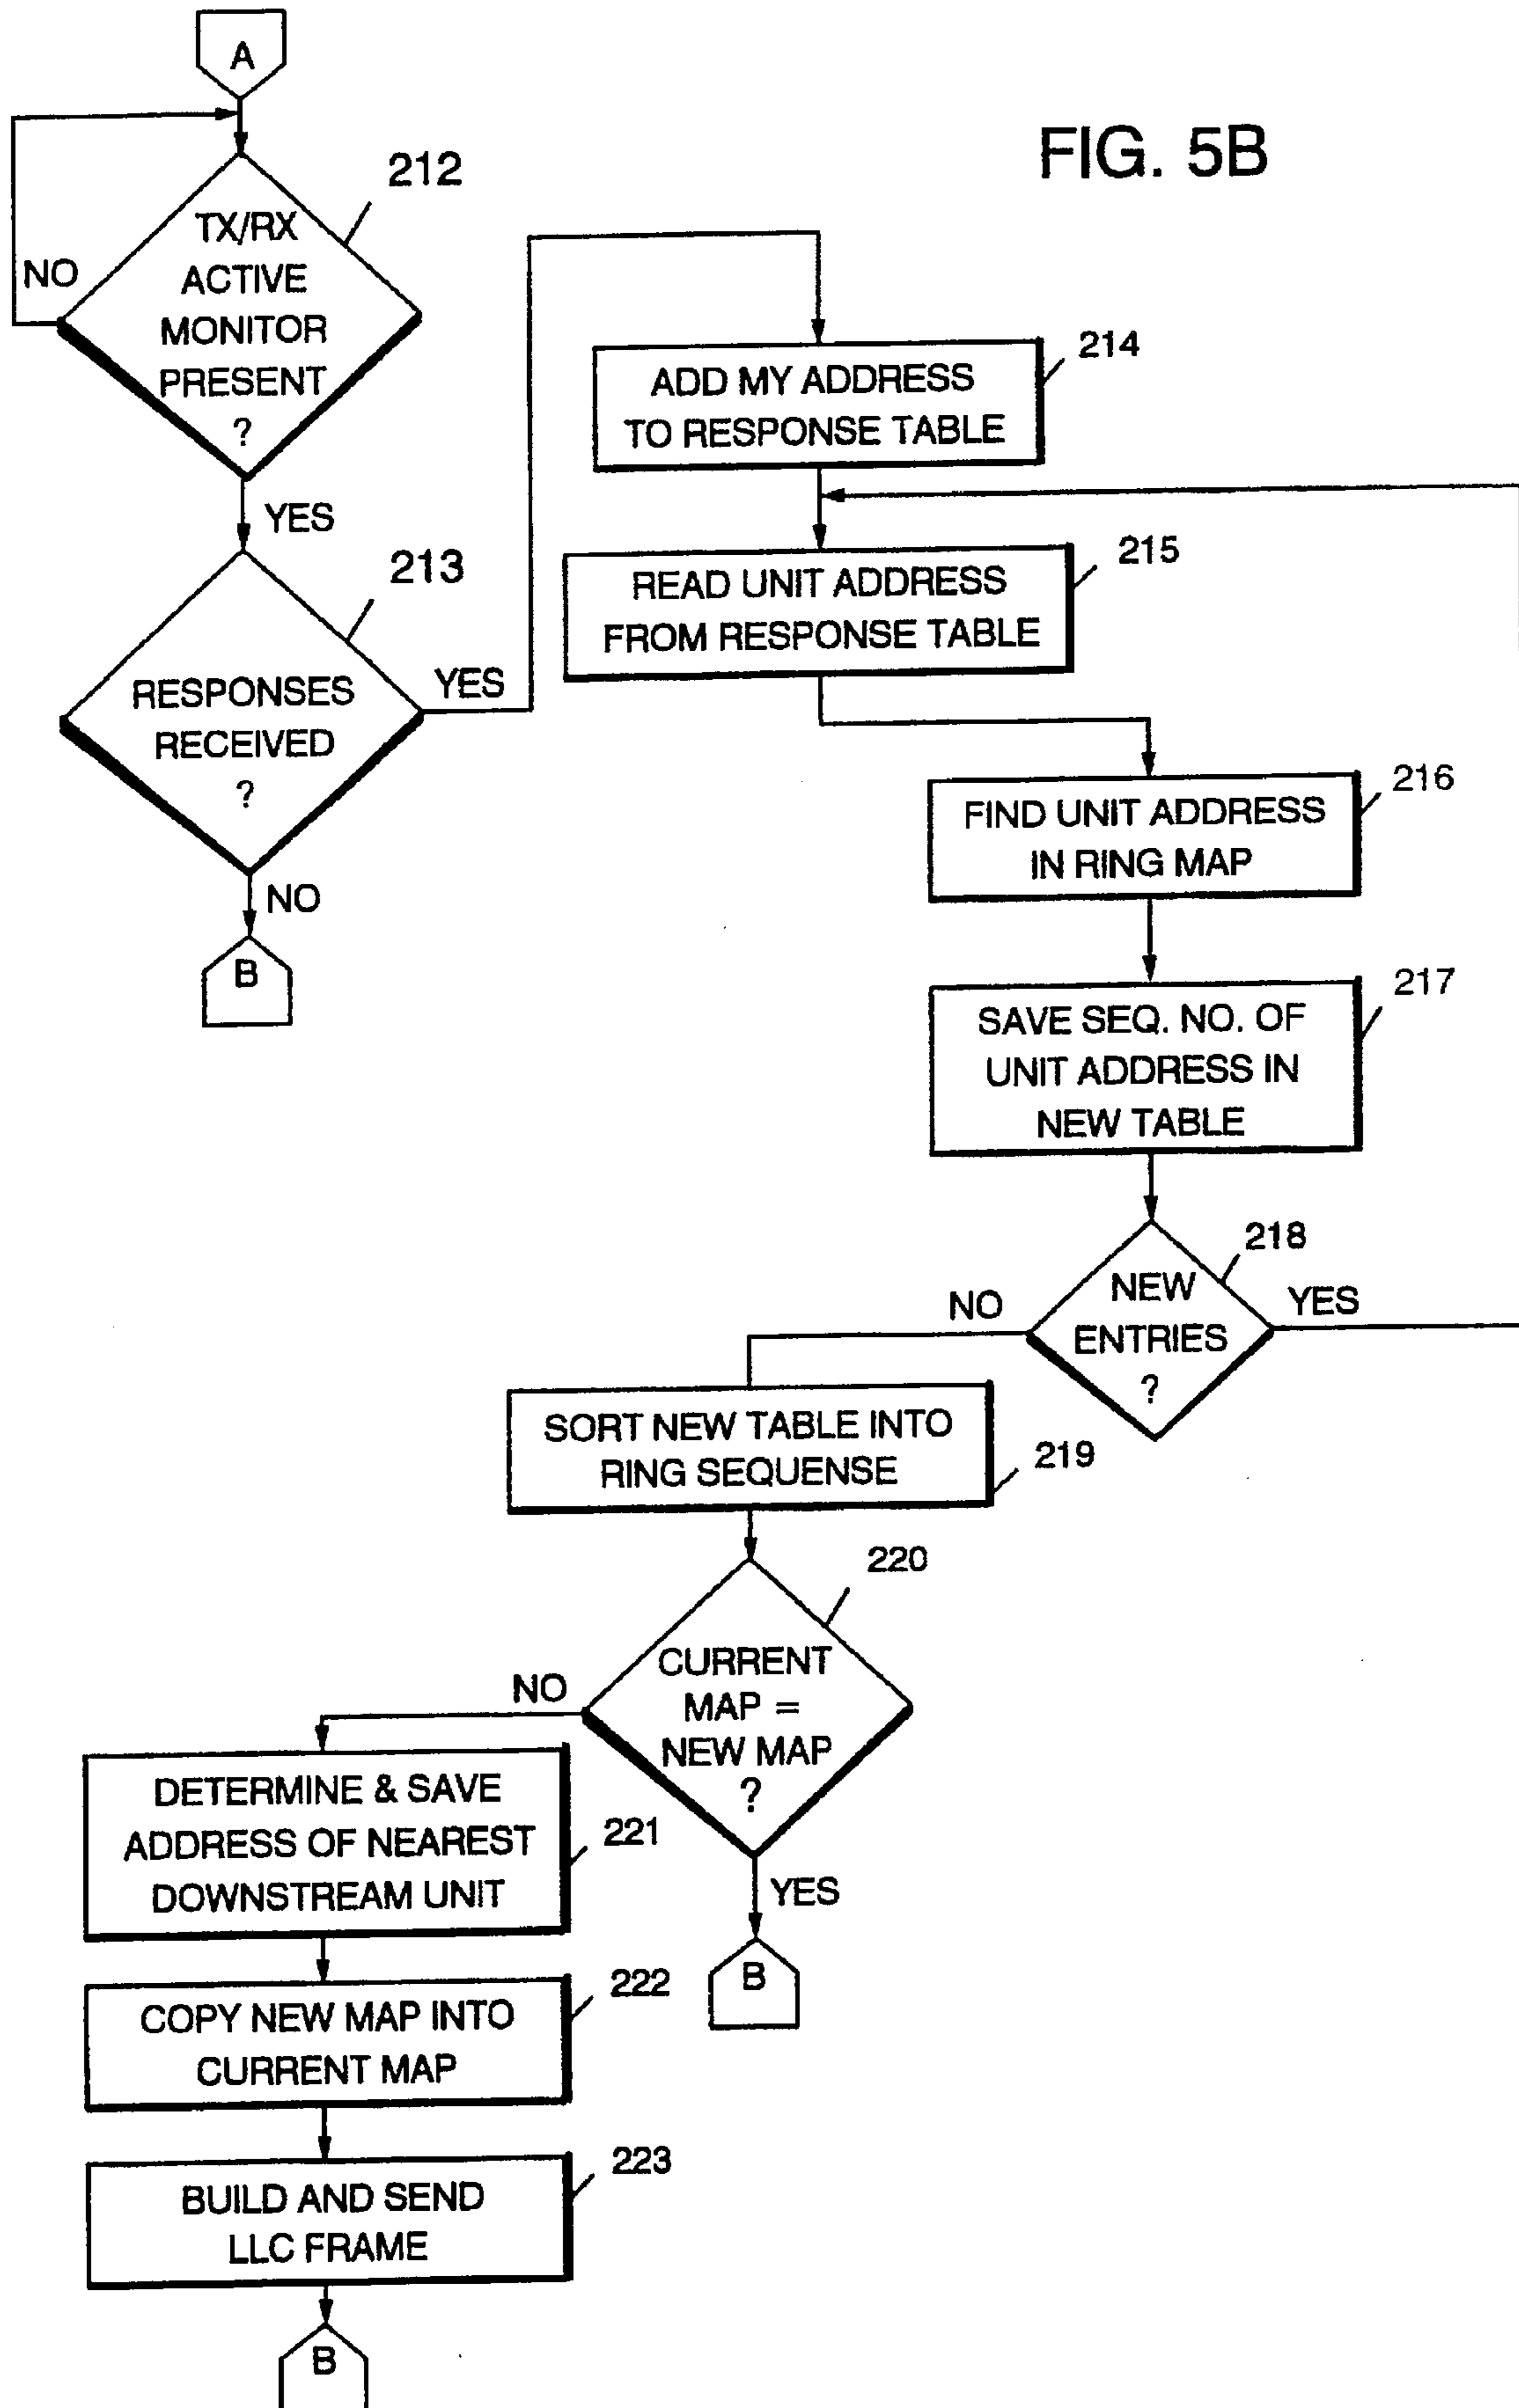 A
FIG. 5B
212
TX/RX
ACTIVE
MONITOR
PRESENT
?
NO
YES
213
RESPONSES
RECEIVED
?
YES
NO
B
214
ADD MY ADDRESS
TO RESPONSE TABLE
215
READ UNIT ADDRESS
FROM RESPONSE TABLE
216
FIND UNIT ADDRESS
IN RING MAP
217
SAVE SEQ. NO. OF
UNIT ADDRESS IN
NEW TABLE
218
NEW
ENTRIES
?
NO
YES
SORT NEW TABLE INTO
RING SEQUENSE
219
220
CURRENT
MAP =
NEW MAP
?
NO
YES
B
DETERMINE & SAVE
ADDRESS OF NEAREST
DOWNSTREAM UNIT
221
222
COPY NEW MAP INTO
CURRENT MAP
223
BUILD AND SEND
LLC FRAME
B